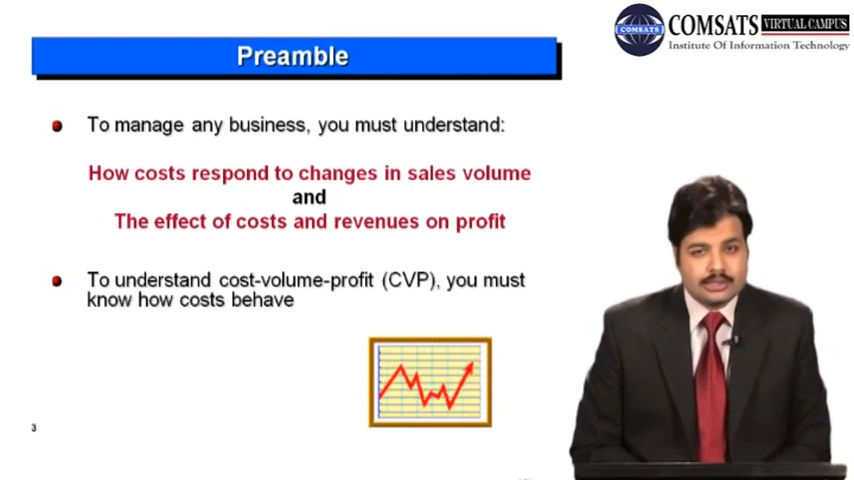 COMSATS VIRTUAL CAMPUS
COMSATS
Institute Of Information Technology
Preamble
To manage any business, you must understand:
How costs respond to changes in sales volume
and
The effect of costs and revenues on profit
To understand cost-volume-profit (CVP), you must
know how costs behave
3